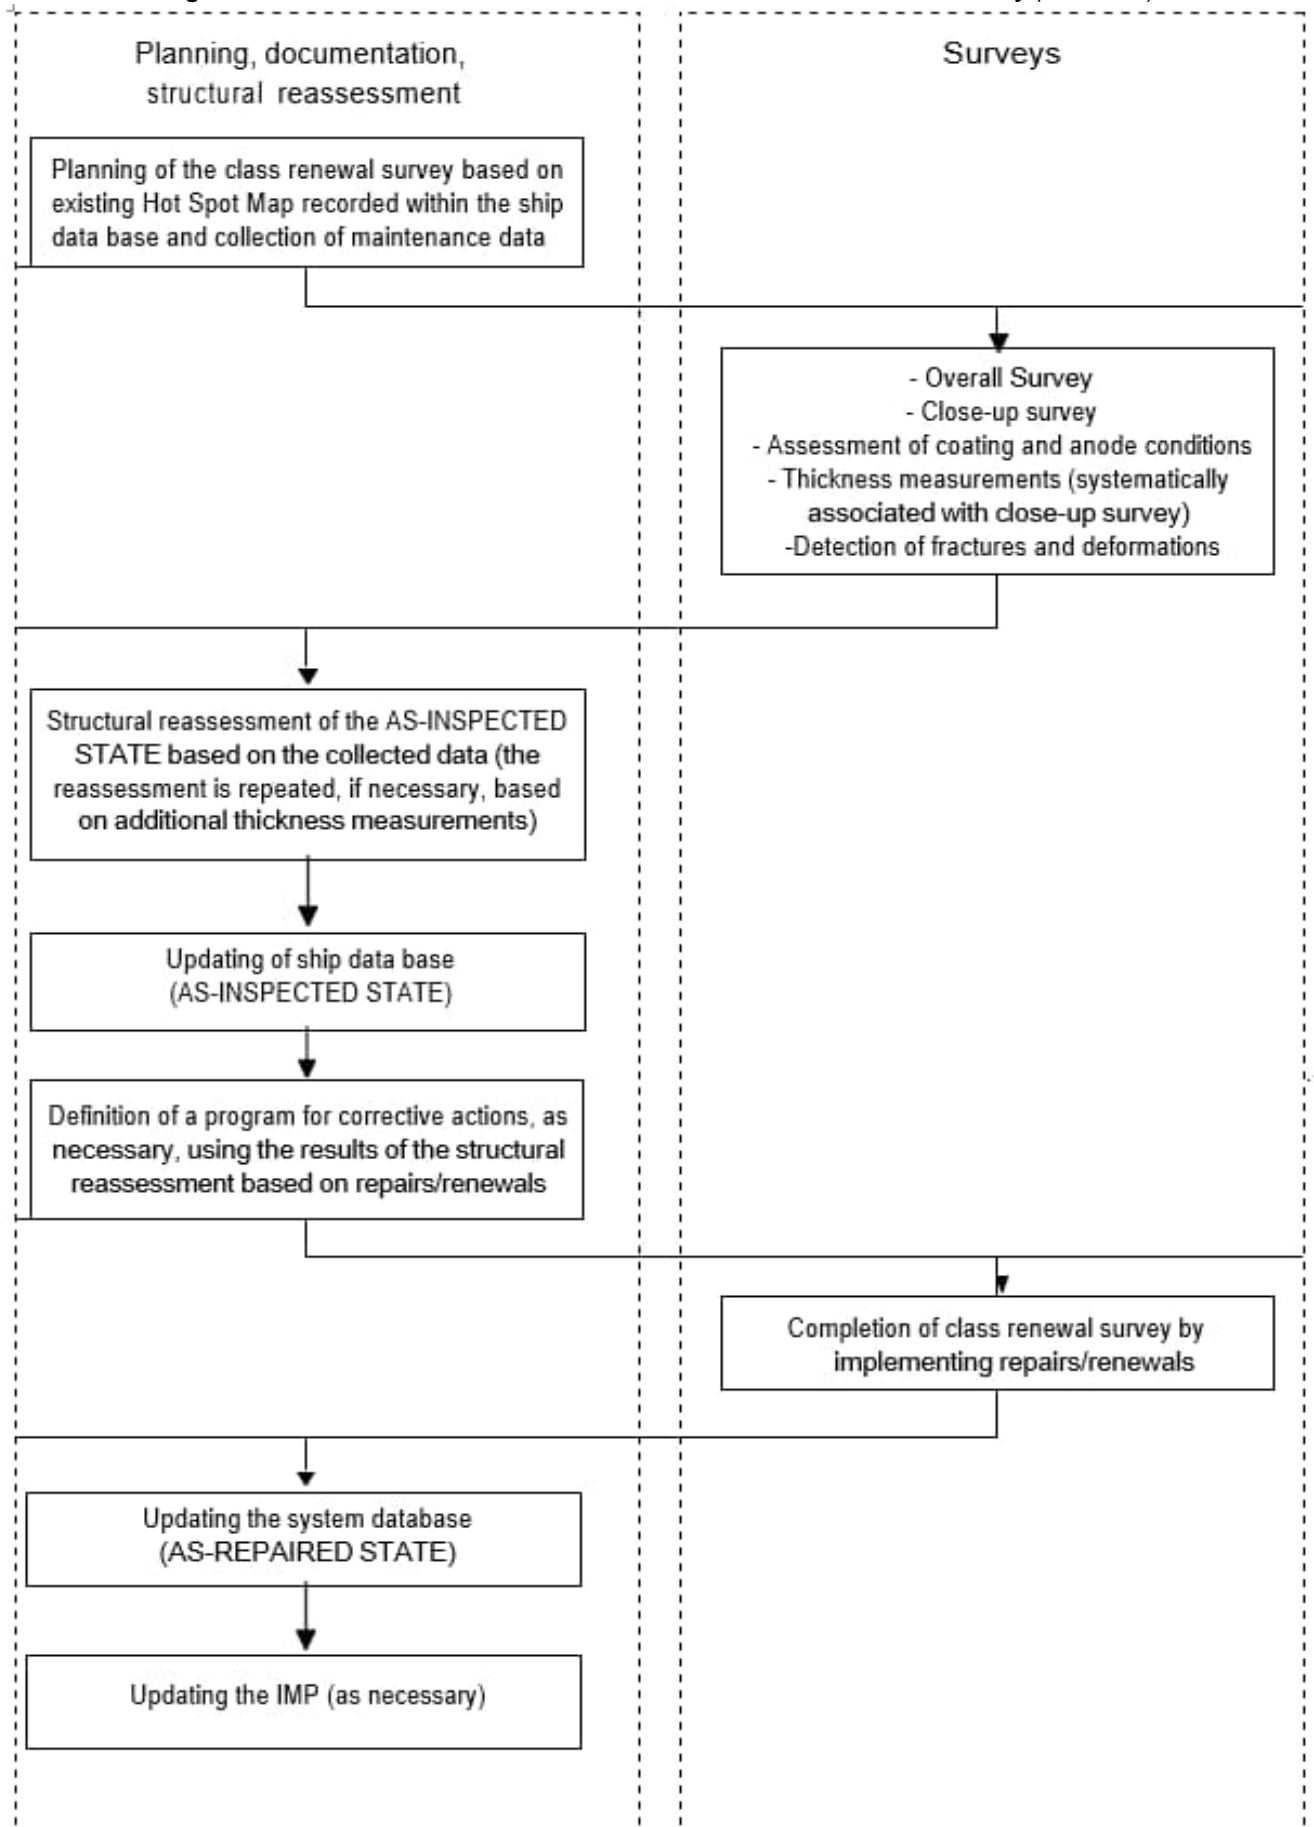 Planning, documentation,
structural reassessment
Surveys
Planning of the class renewal survey based on
existing Hot Spot Map recorded within the ship
data base and collection of maintenance data
- Overall Survey
- Close-up survey
- Assessment of coating and anode conditions
- Thickness measurements (systematically
associated with close-up survey)
-Detection of fractures and deformations
Structural reassessment of the AS-INSPECTED
STATE based on the collected data (the
reassessment is repeated, if necessary, based
on additional thickness measurements)
Updating of ship data base
(AS-INSPECTED STATE)
Definition of a program for corrective actions, as
necessary, using the results of the structural
reassessment based on repairs/renewals
Completion of class renewal survey by
implementing repairs/renewals
Updating the system database
(AS-REPAIRED STATE)
Updating the IMP (as necessary)